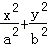 x²/a² + y²/b²